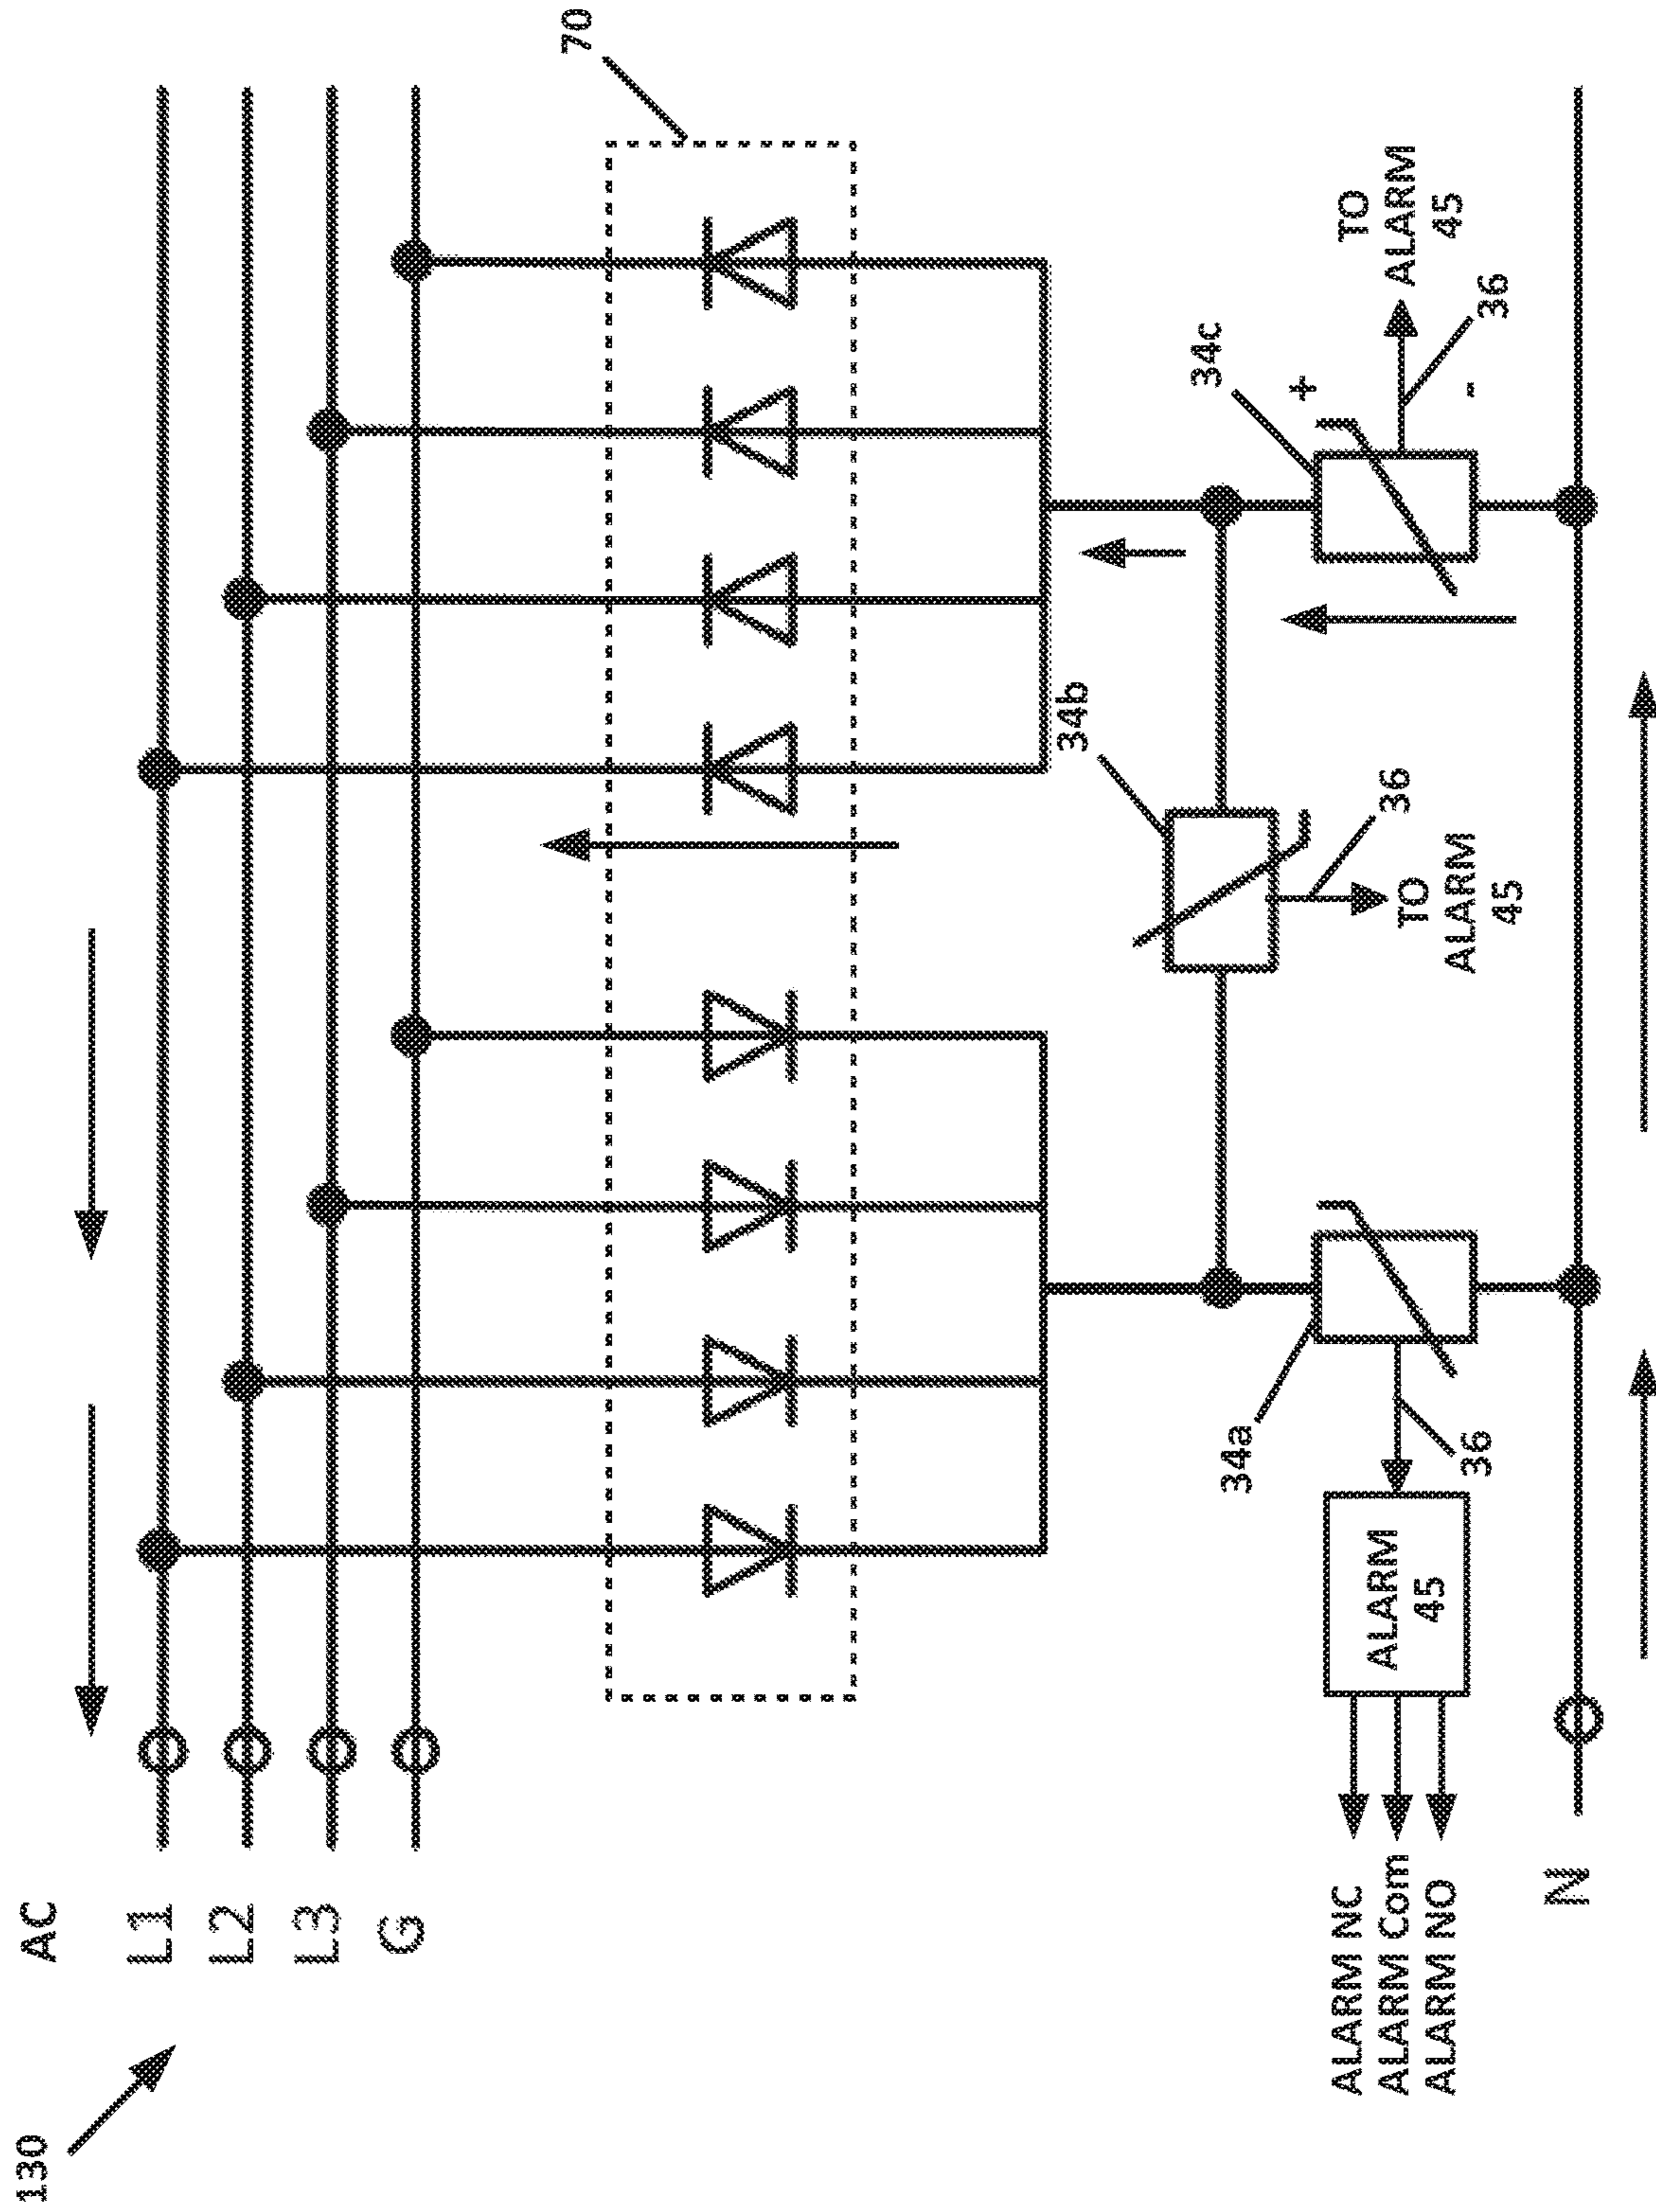 130
AC
L1
L2
L3
G
70
34b
34c
+
-
34a
36
36
36
TO
ALARM
45
TO
ALARM
45
ALARM
45
ALARM NC
ALARM Com
ALARM NO
N